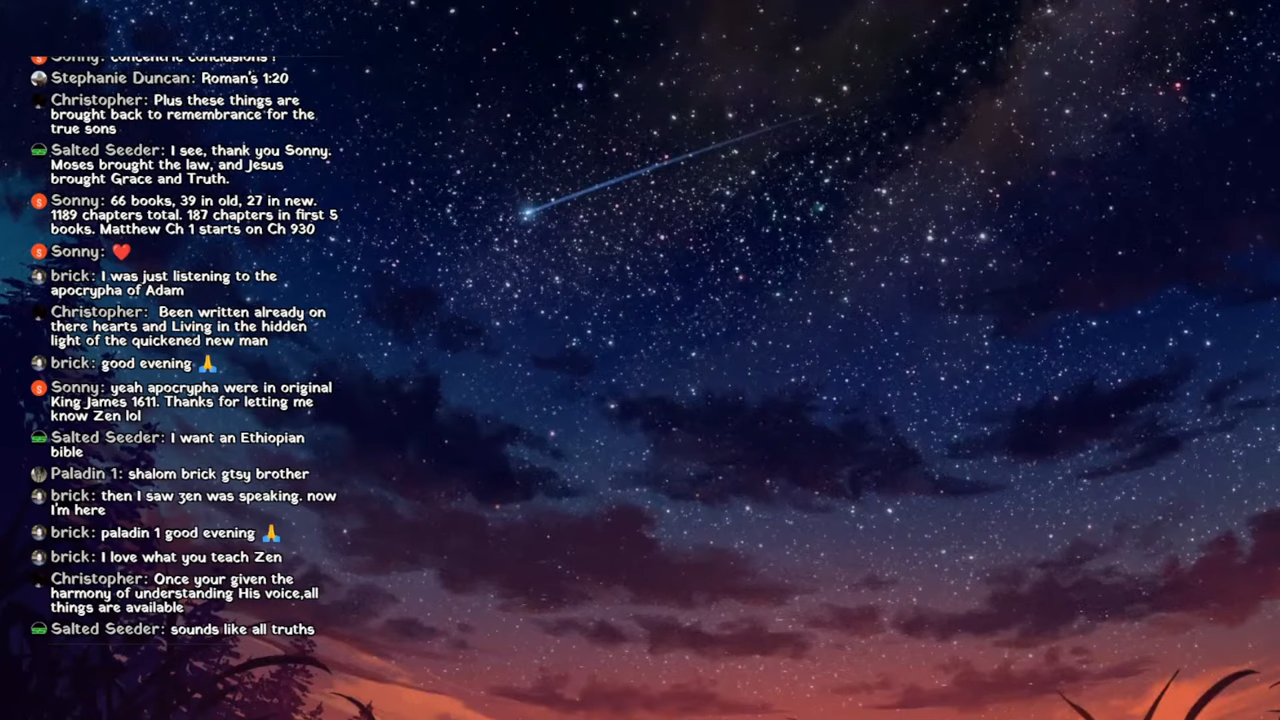 Sonny: concentric conclusions !
Stephanie Duncan: Roman's 1:20
Christopher: Plus these things are
brought back to remembrance for the
true sons
Salted Seeder: I see, thank you Sonny.
Moses brought the law, and Jesus
brought Grace and Truth.
S
Sonny: 66 books, 39 in old, 27 in new.
1189 chapters total. 187 chapters in first 5
books. Matthew Ch 1 starts on Ch 930
S
Sonny: ❤️
brick: I was just listening to the
apocrypha of Adam
Christopher: Been written already on
there hearts and Living in the hidden
light of the quickened new man
brick: good evening 🙏
S
Sonny: yeah apocrypha were in original
King James 1611. Thanks for letting me
know Zen lol
Salted Seeder: I want an Ethiopian
bible
Paladin 1: shalom brick gtsy brother
brick: then I saw zen was speaking. now
I'm here
brick: paladin 1 good evening 🙏
brick: I love what you teach Zen
Christopher: Once your given the
harmony of understanding His voice,all
things are available
Salted Seeder: sounds like all truths